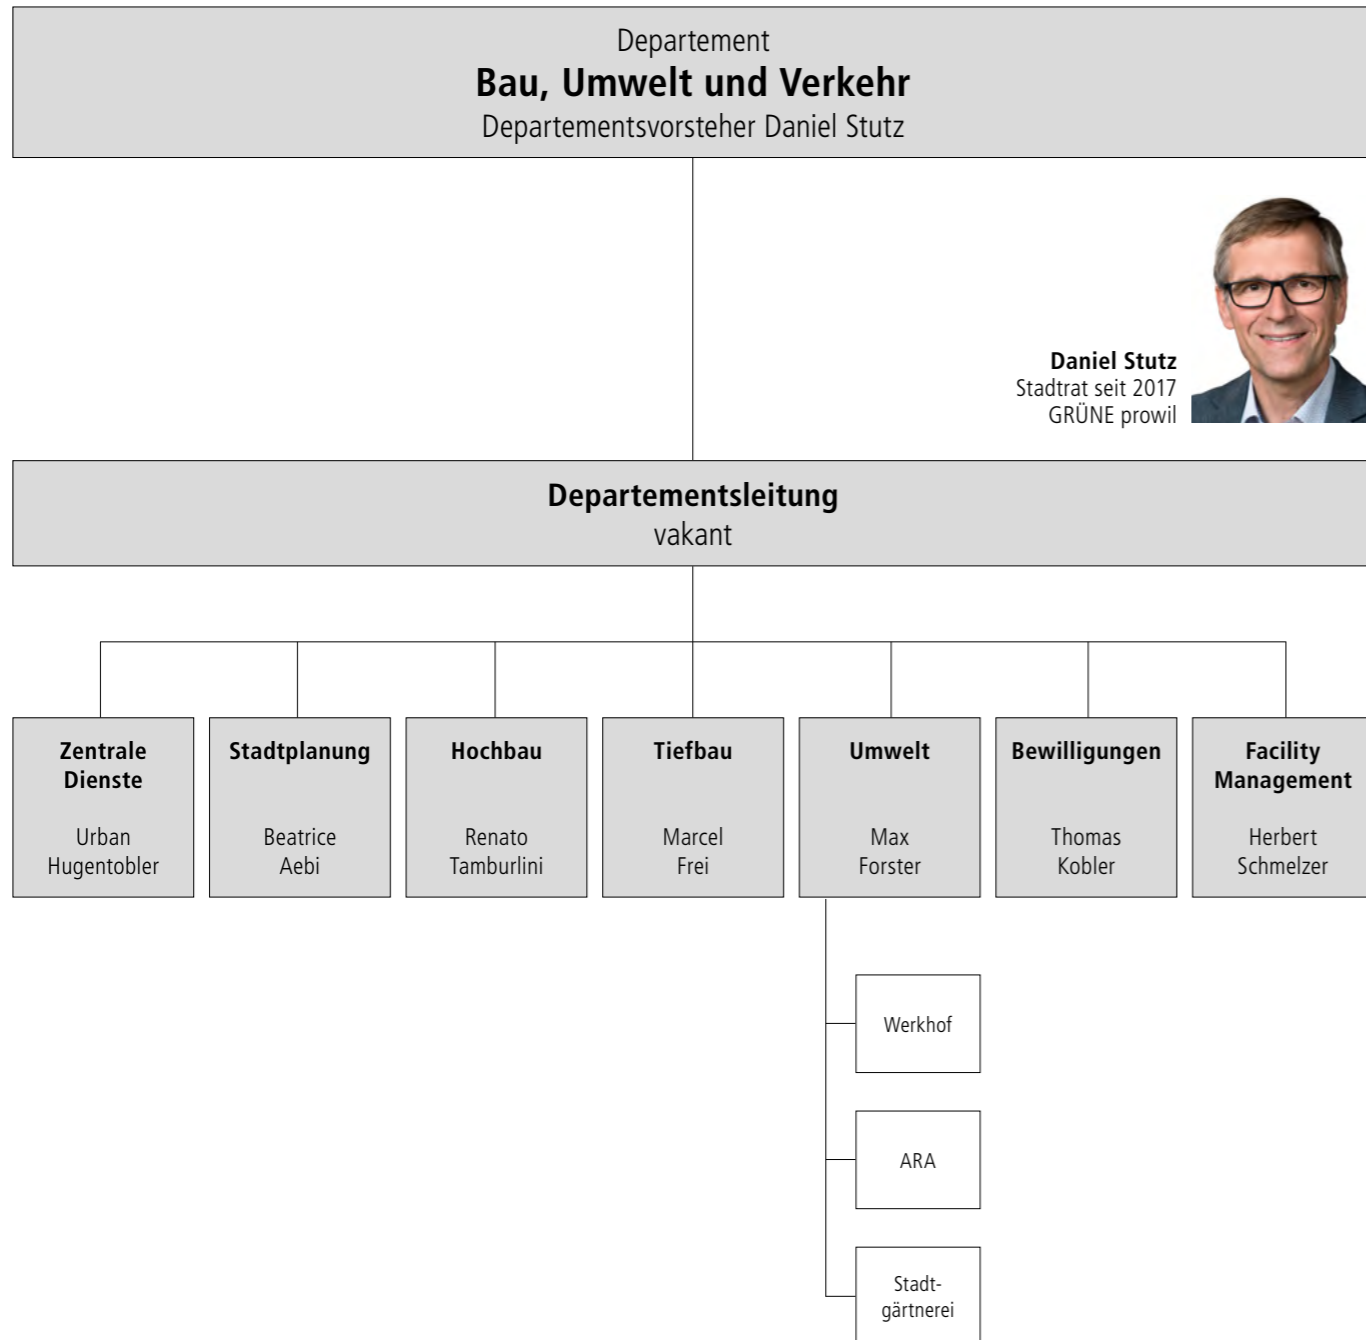 Departement
Bau, Umwelt und Verkehr
Departementsvorsteher Daniel Stutz
Daniel Stutz
Stadtrat seit 2017
GRÜNE prowil
Departementsleitung
vakant
Zentrale
Dienste
Urban
Hugentobler
Stadtplanung
Beatrice
Aebi
Hochbau
Renato
Tamburlini
Tiefbau
Marcel
Frei
Umwelt
Max
Forster
Bewilligungen
Thomas
Kobler
Facility
Management
Herbert
Schmelzer
Werkhof
ARA
Stadt-
gärtnerei